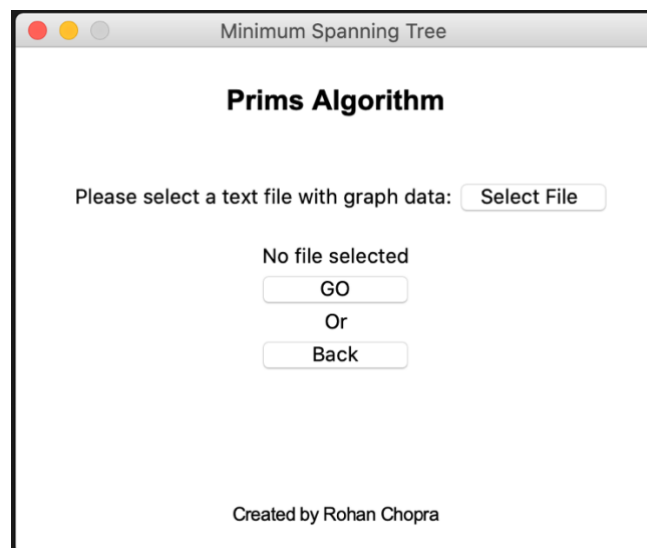 Minimum Spanning Tree
Prims Algorithm
Please select a text file with graph data: Select File
No file selected
GO
Or
Back
Created by Rohan Chopra